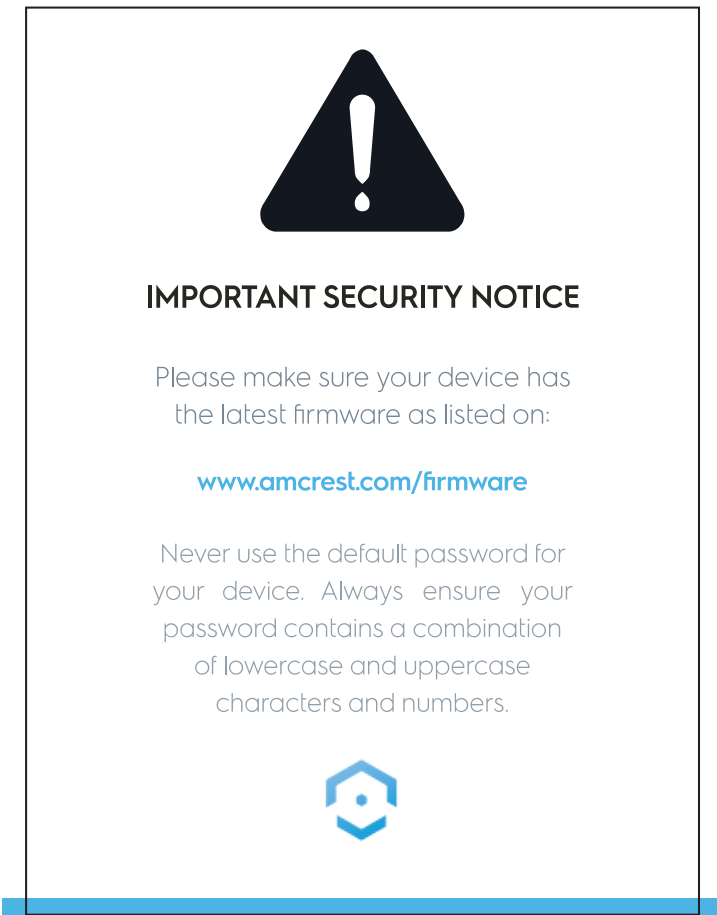 IMPORTANT SECURITY NOTICE
Please make sure your device has
the latest firmware as listed on:
www.amcrest.com/firmware
Never use the default password for
your device. Always ensure your
password contains a combination
of lowercase and uppercase
characters and numbers.